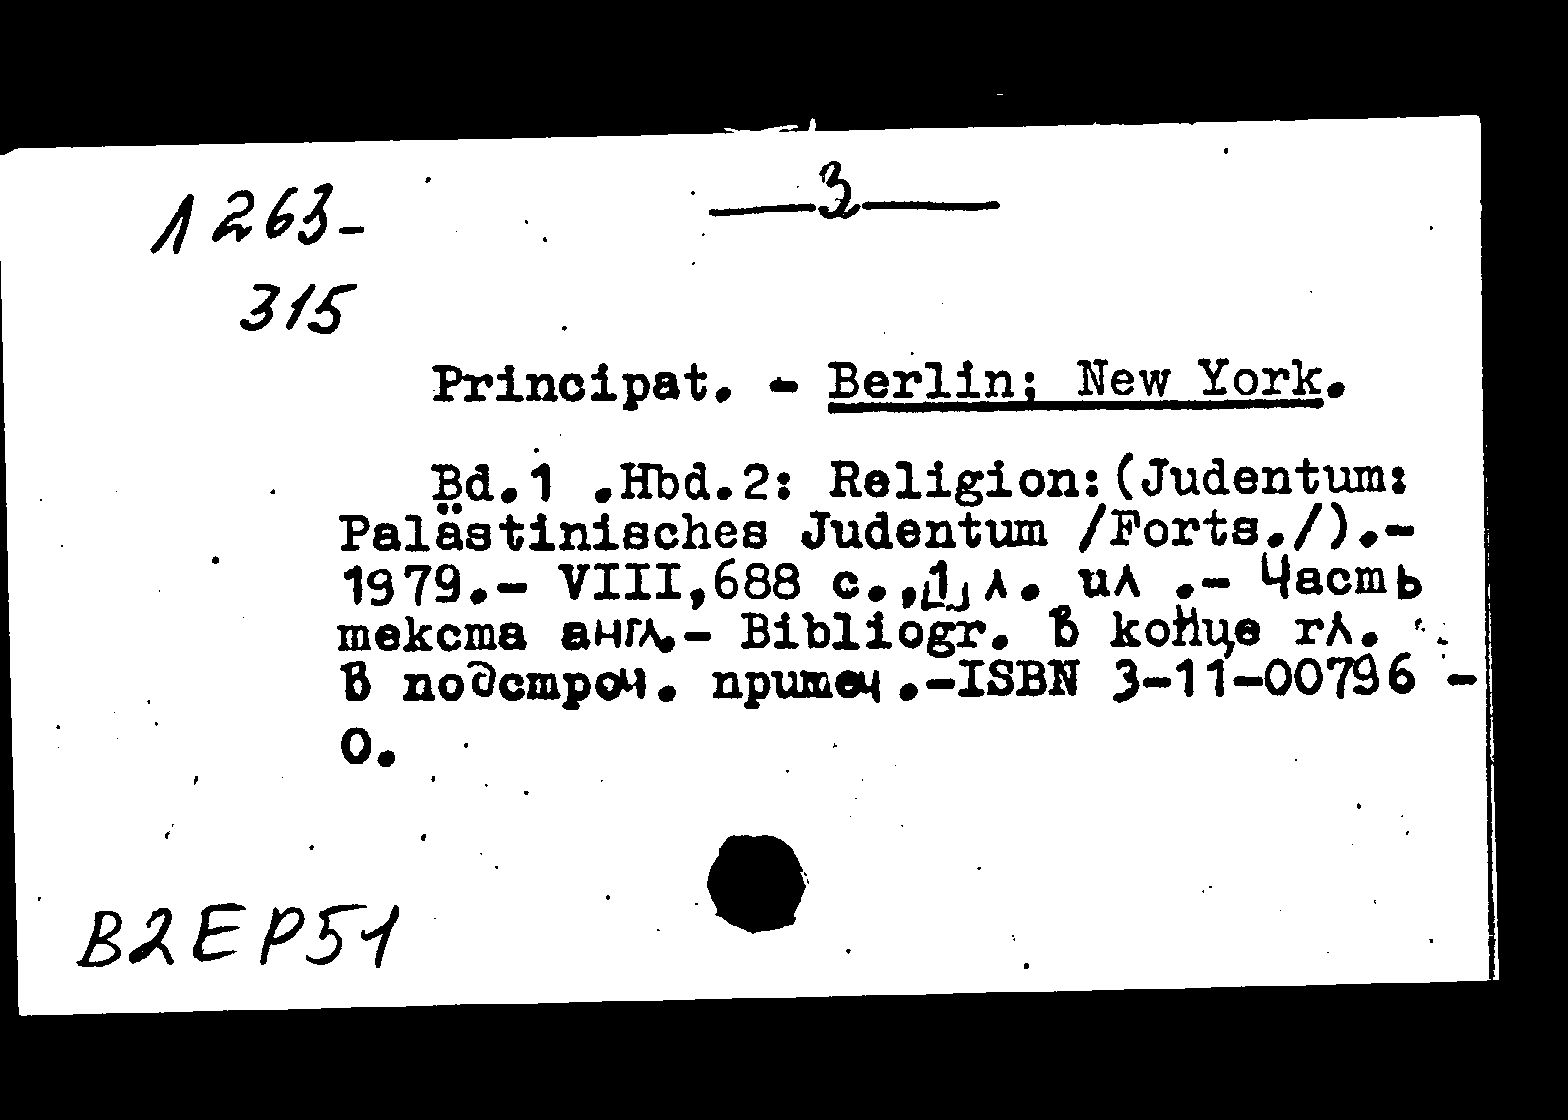 Λ 263-
3
315
Principat. - Berlin; New York.
Bd.1 .Hbd.2: Religion:(Judentum:
Palästinisches Judentum /Forts./).-
1979.- VIII,688 с.,[1] л. ил .- Часть
текста англ.- Bibliogr. в конце гл.
в подстроч. примеч.-ISBN 3-11-00796 -
0.
B2EP51